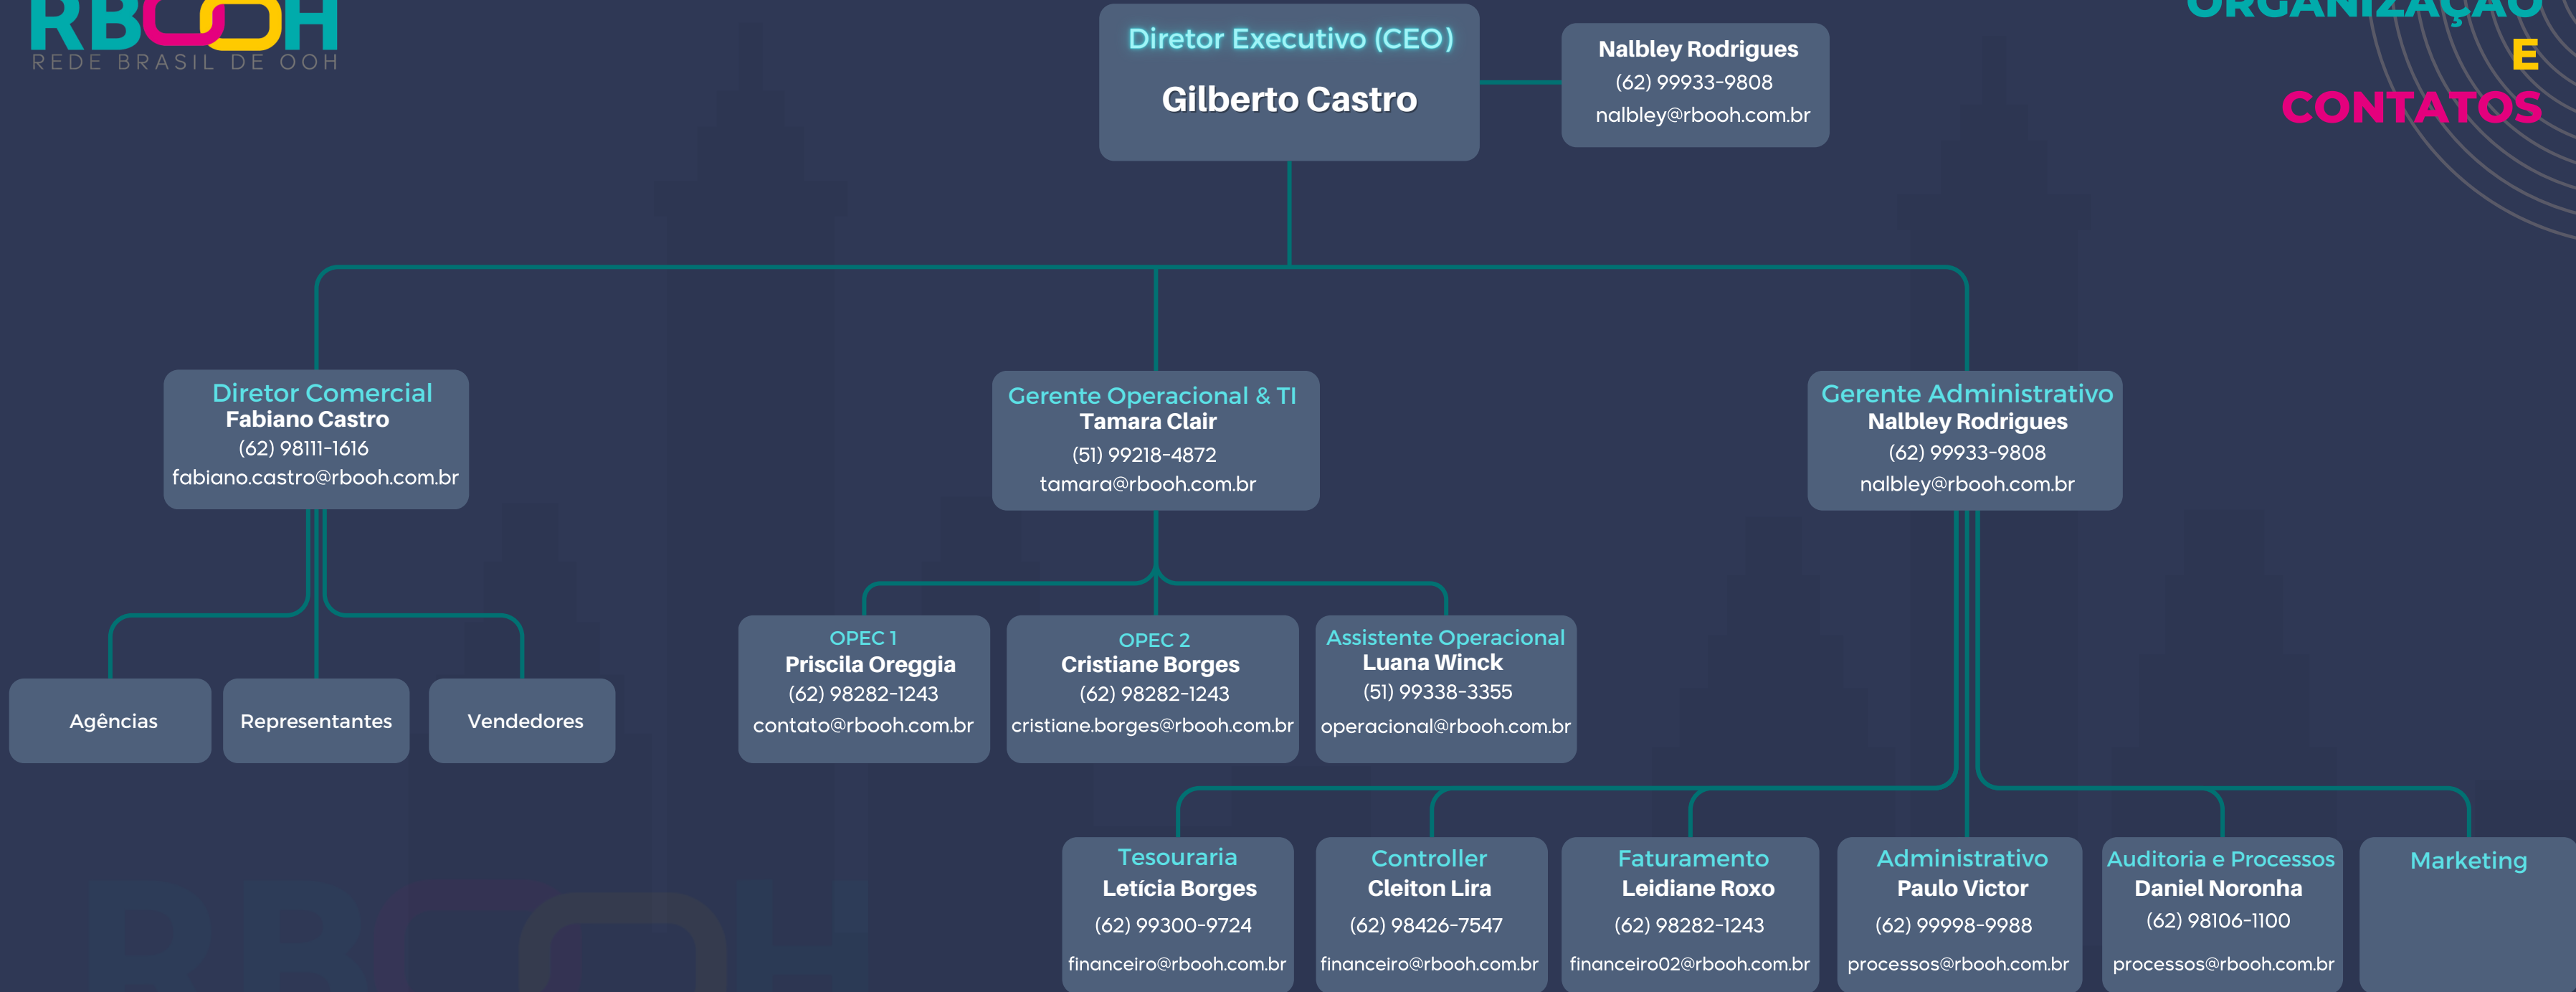 RBOOH
REDE BRASIL DE OOH
ORGANIZAÇÃO
E
CONTATOS
Diretor Executivo (CEO)
Gilberto Castro
Nalbley Rodrigues
(62) 99933-9808
nalbley@rbooh.com.br
Diretor Comercial
Fabiano Castro
(62) 98111-1616
fabiano.castro@rbooh.com.br
Gerente Operacional & TI
Tamara Clair
(51) 99218-4872
tamara@rbooh.com.br
Gerente Administrativo
Nalbley Rodrigues
(62) 99933-9808
nalbley@rbooh.com.br
Agências
Representantes
Vendedores
OPEC 1
Priscila Oreggia
(62) 98282-1243
contato@rbooh.com.br
OPEC 2
Cristiane Borges
(62) 98282-1243
cristiane.borges@rbooh.com.br
Assistente Operacional
Luana Winck
(51) 99338-3355
operacional@rbooh.com.br
Tesouraria
Letícia Borges
(62) 99300-9724
financeiro@rbooh.com.br
Controller
Cleiton Lira
(62) 98426-7547
financeiro@rbooh.com.br
Faturamento
Leidiane Roxo
(62) 98282-1243
financeiro02@rbooh.com.br
Administrativo
Paulo Victor
(62) 99998-9988
processos@rbooh.com.br
Auditoria e Processos
Daniel Noronha
(62) 98106-1100
processos@rbooh.com.br
Marketing
RBOOH